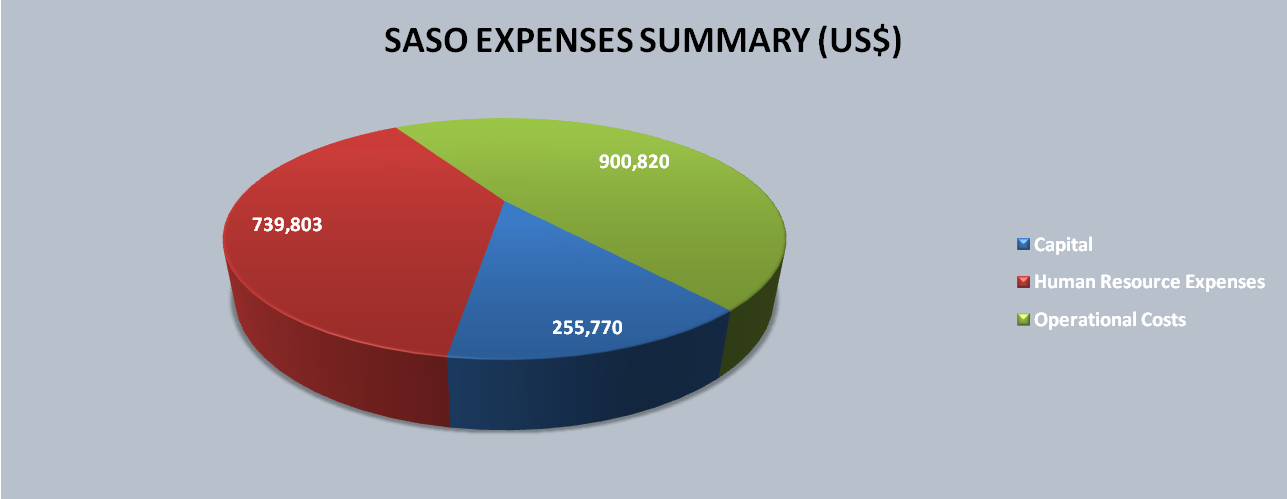 SASO EXPENSES SUMMARY (US$)
900,820
739,803
255,770
Capital
Human Resource Expenses
Operational Costs